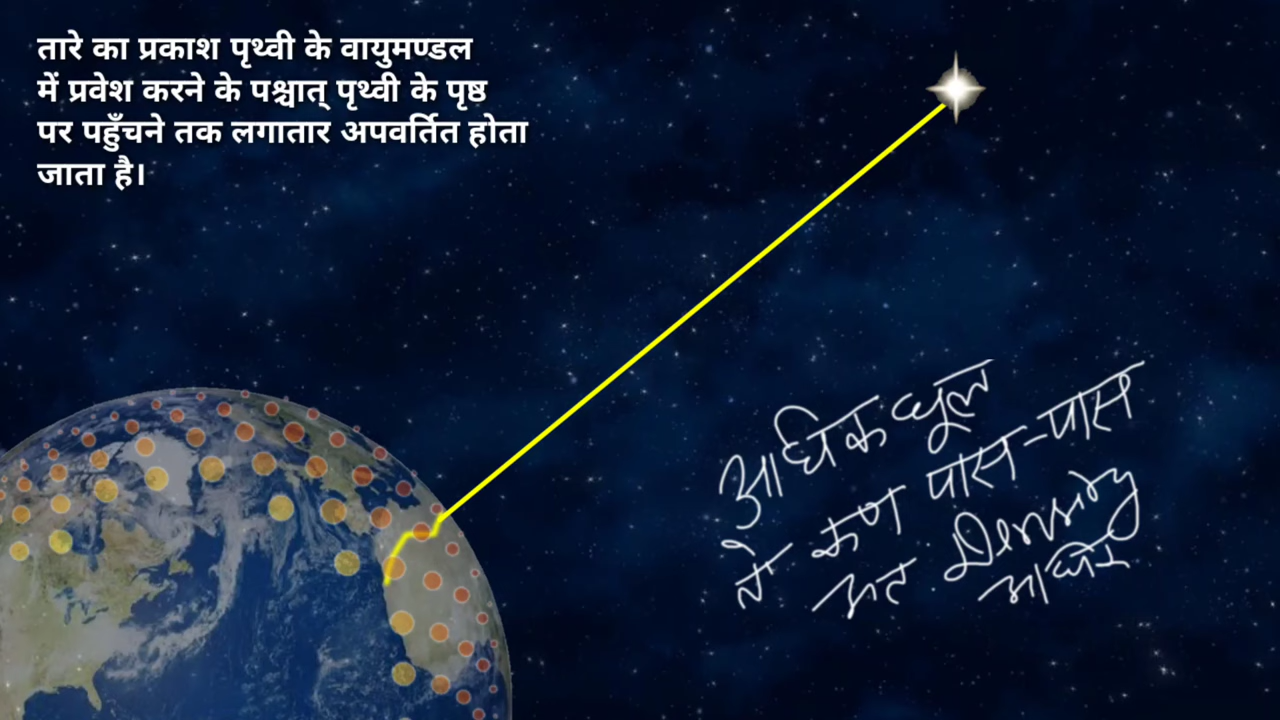 तारे का प्रकाश पृथ्वी के वायुमण्डल
में प्रवेश करने के पश्चात् पृथ्वी के पृष्ठ
पर पहुँचने तक लगातार अपवर्तित होता
जाता है।
अधिक धूल
के कण पास-पास
अतः Density
अधिक